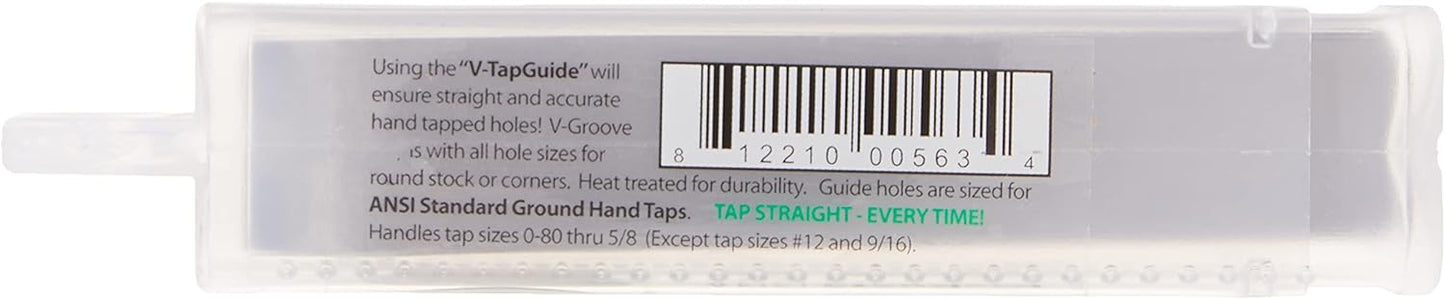 Using the "V-TapGuide" will
ensure straight and accurate
hand tapped holes! V-Groove
with all hole sizes for
round stock or corners. Heat treated for durability. Guide holes are sized for
ANSI Standard Ground Hand Taps. TAP STRAIGHT - EVERY TIME!
Handles tap sizes 0-80 thru 5/8 (Except tap sizes #12 and 9/16).
8 12210 00563 4